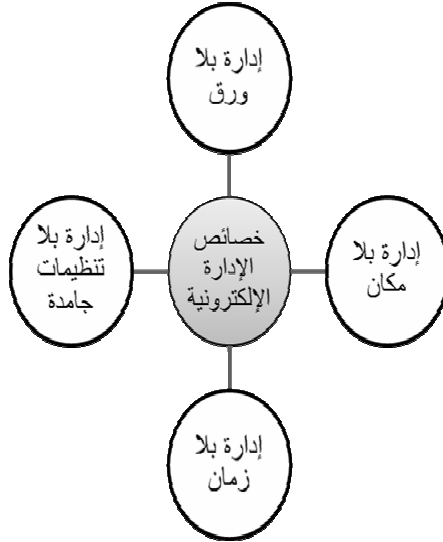 إدارة بلا
ورق
خصائص
الإدارة
الإلكترونية
إدارة بلا
مكان
إدارة بلا
تنظيمات
جامدة
إدارة بلا
زمان